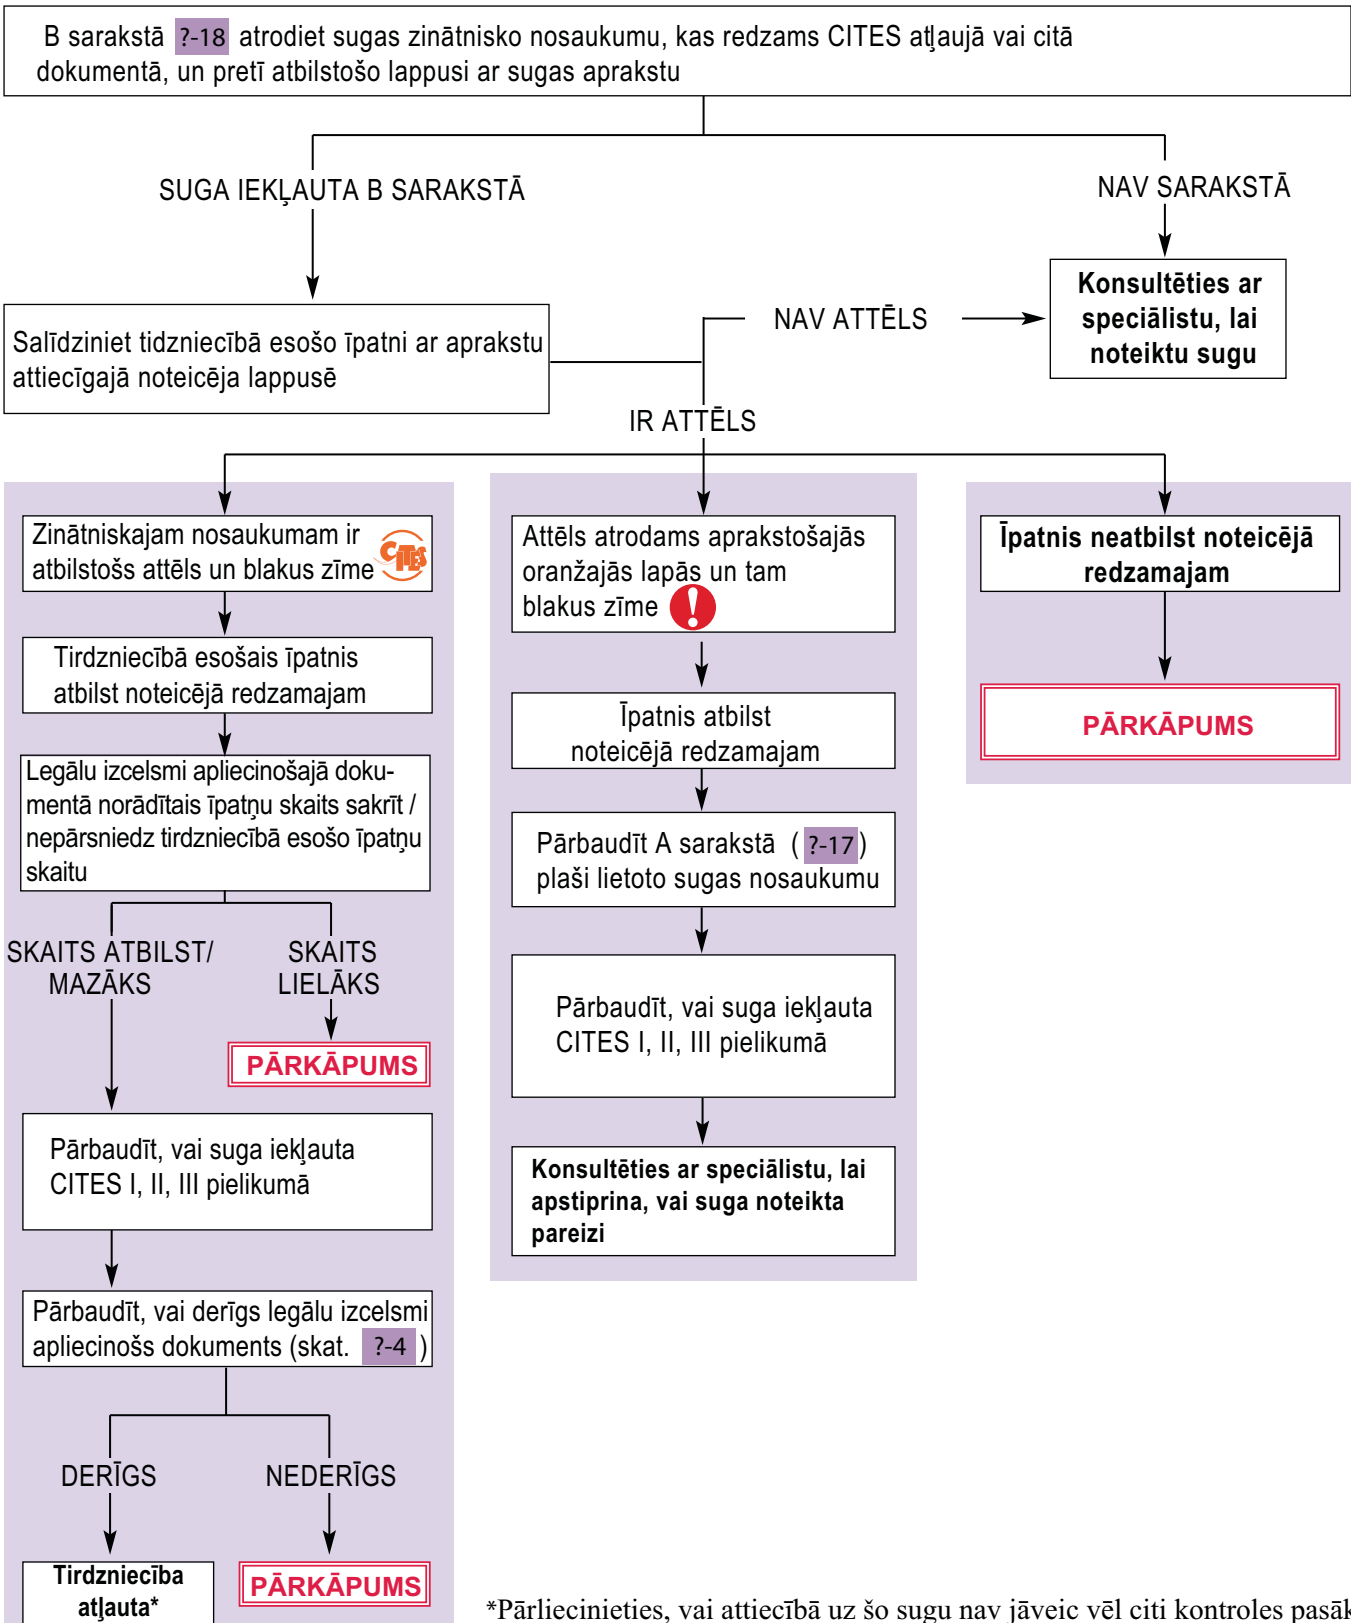 B sarakstā ?-18 atrodiet sugas zinātnisko nosaukumu, kas redzams CITES atļaujā vai citā
dokumentā, un pretī atbilstošo lappusi ar sugas aprakstu
SUGA IEKĻAUTA B SARAKSTĀ
NAV SARAKSTĀ
Salīdziniet tidzniecībā esošo īpatni ar aprakstu
attiecīgajā noteicēja lappusē
NAV ATTĒLS
Konsultēties ar
speciālistu, lai
noteiktu sugu
IR ATTĒLS
Zinātniskajam nosaukumam ir
atbilstošs attēls un blakus zīme CITES
Tirdzniecībā esošais īpatnis
atbilst noteicējā redzamajam
Legālu izcelsmi apliecinošajā doku-
mentā norādītais īpatņu skaits sakrīt /
nepārsniedz tirdzniecībā esošo īpatņu
skaitu
SKAITS ATBILST/
MAZĀKS
SKAITS
LIELĀKS
PĀRKĀPUMS
Pārbaudīt, vai suga iekļauta
CITES I, II, III pielikumā
Pārbaudīt, vai derīgs legālu izcelsmi
apliecinošs dokuments (skat. ?-4 )
DERĪGS
NEDERĪGS
Tirdzniecība
atļauta*
PĀRKĀPUMS
Attēls atrodams aprakstošajās
oranžajās lapās un tam
blakus zīme !
Īpatnis atbilst
noteicējā redzamajam
Pārbaudīt A sarakstā ( ?-17 )
plaši lietoto sugas nosaukumu
Pārbaudīt, vai suga iekļauta
CITES I, II, III pielikumā
Konsultēties ar speciālistu, lai
apstiprina, vai suga noteikta
pareizi
Īpatnis neatbilst noteicējā
redzamajam
PĀRKĀPUMS
*Pārliecinieties, vai attiecībā uz šo sugu nav jāveic vēl citi kontroles